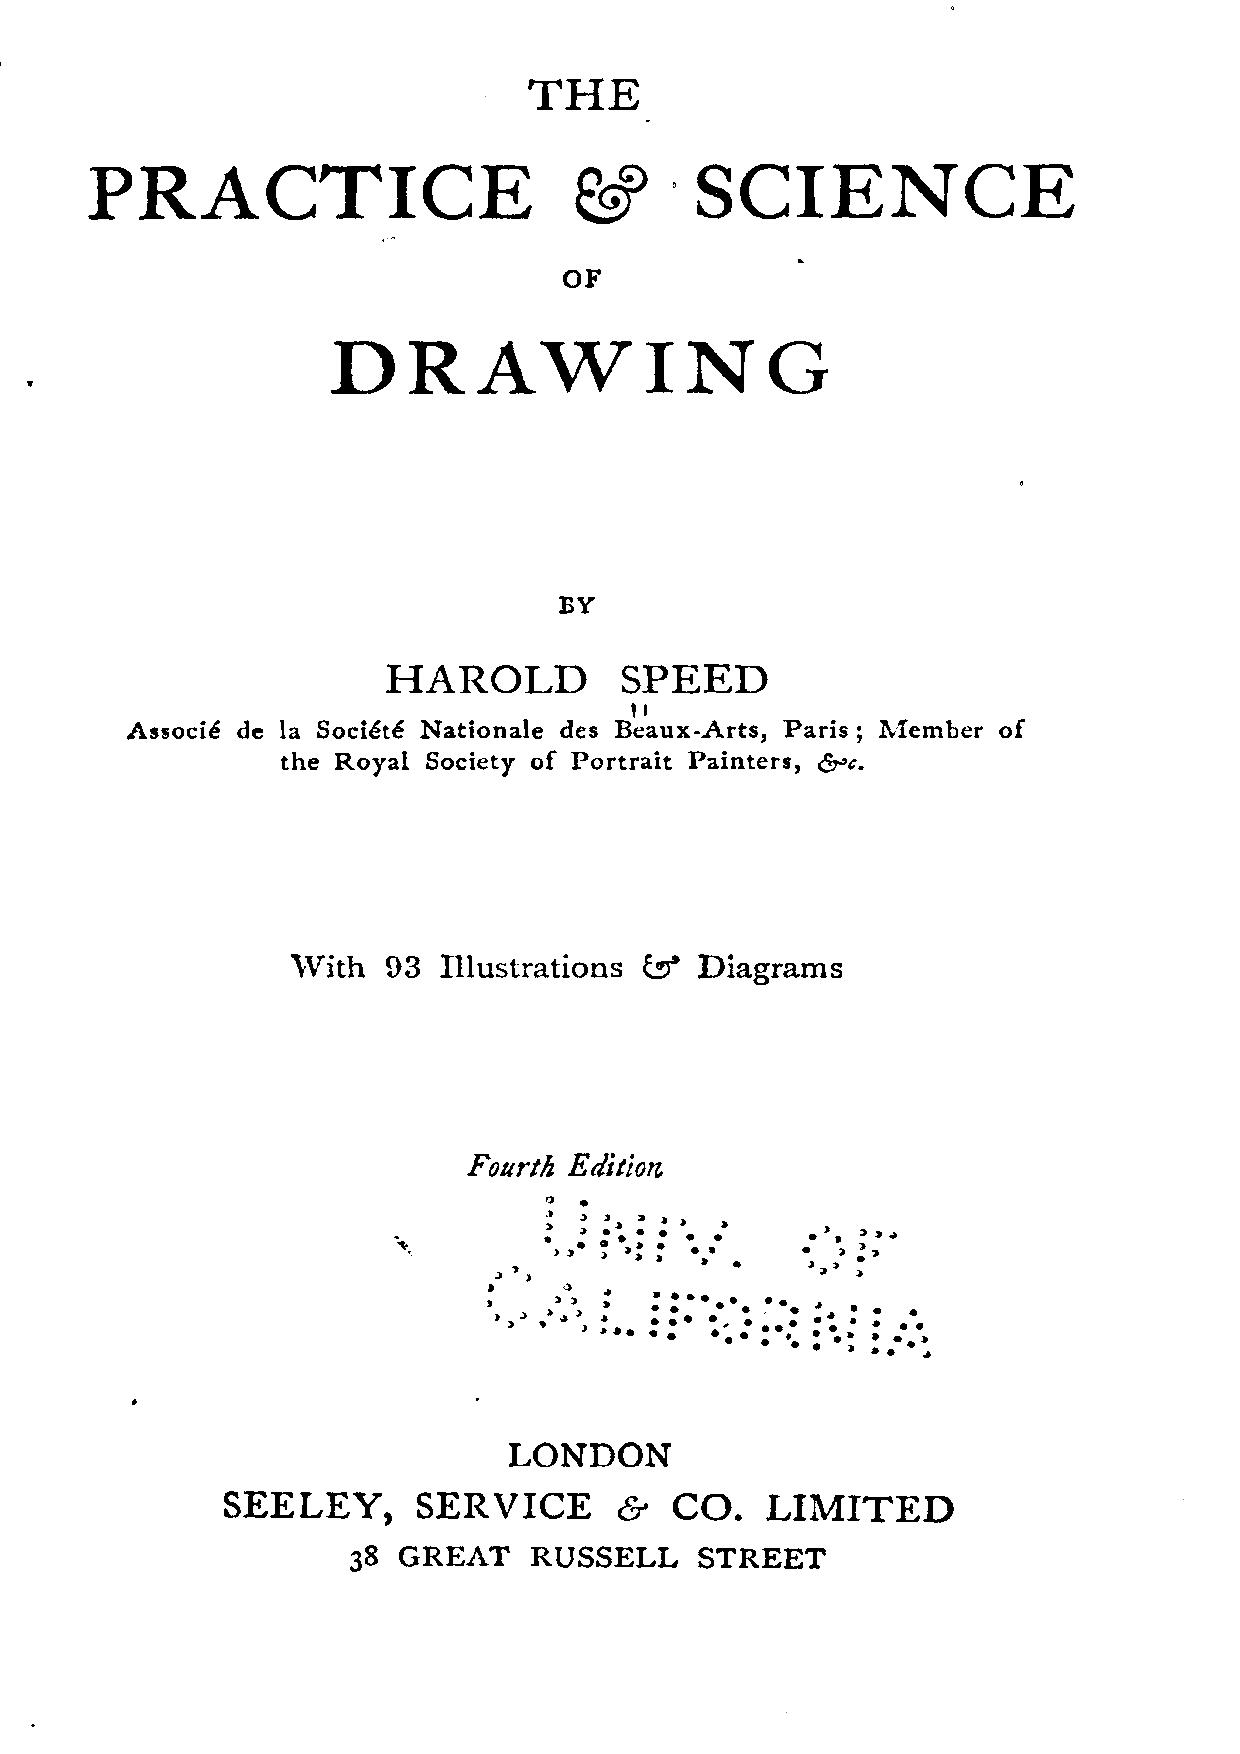 THE
PRACTICE & SCIENCE
OF
DRAWING
BY
HAROLD SPEED
Associé de la Société Nationale des Beaux-Arts, Paris; Member of
the Royal Society of Portrait Painters, &c.
With 93 Illustrations & Diagrams
Fourth Edition
UNIV. OF
CALIFORNIA
LONDON
SEELEY, SERVICE & CO. LIMITED
38 GREAT RUSSELL STREET